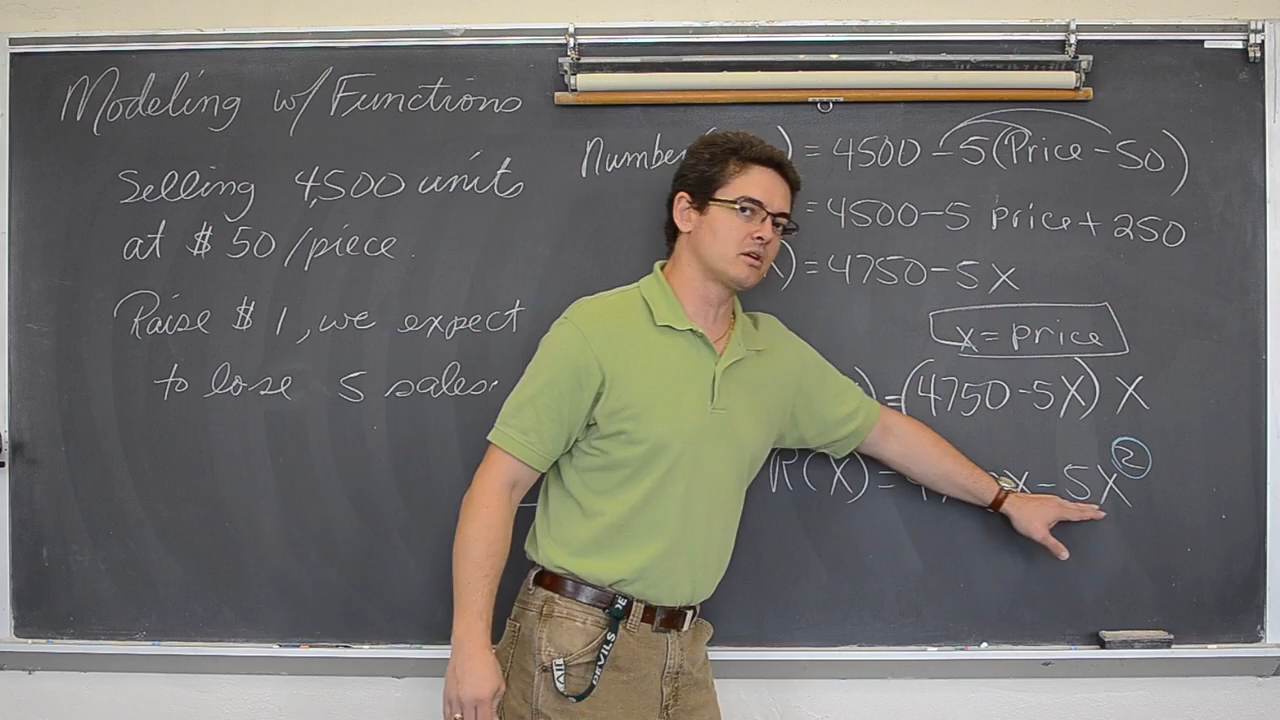 Modeling w/ Functions
Selling 4,500 units
at $50/piece.
Raise $1, we expect
to lose 5 sales.
Number( ) = 4500 - 5(Price - 50)
= 4500 - 5 price + 250
) = 4750 - 5x
x = price
) = (4750 - 5x) x
R(x) = x - 5x²
DEVILS